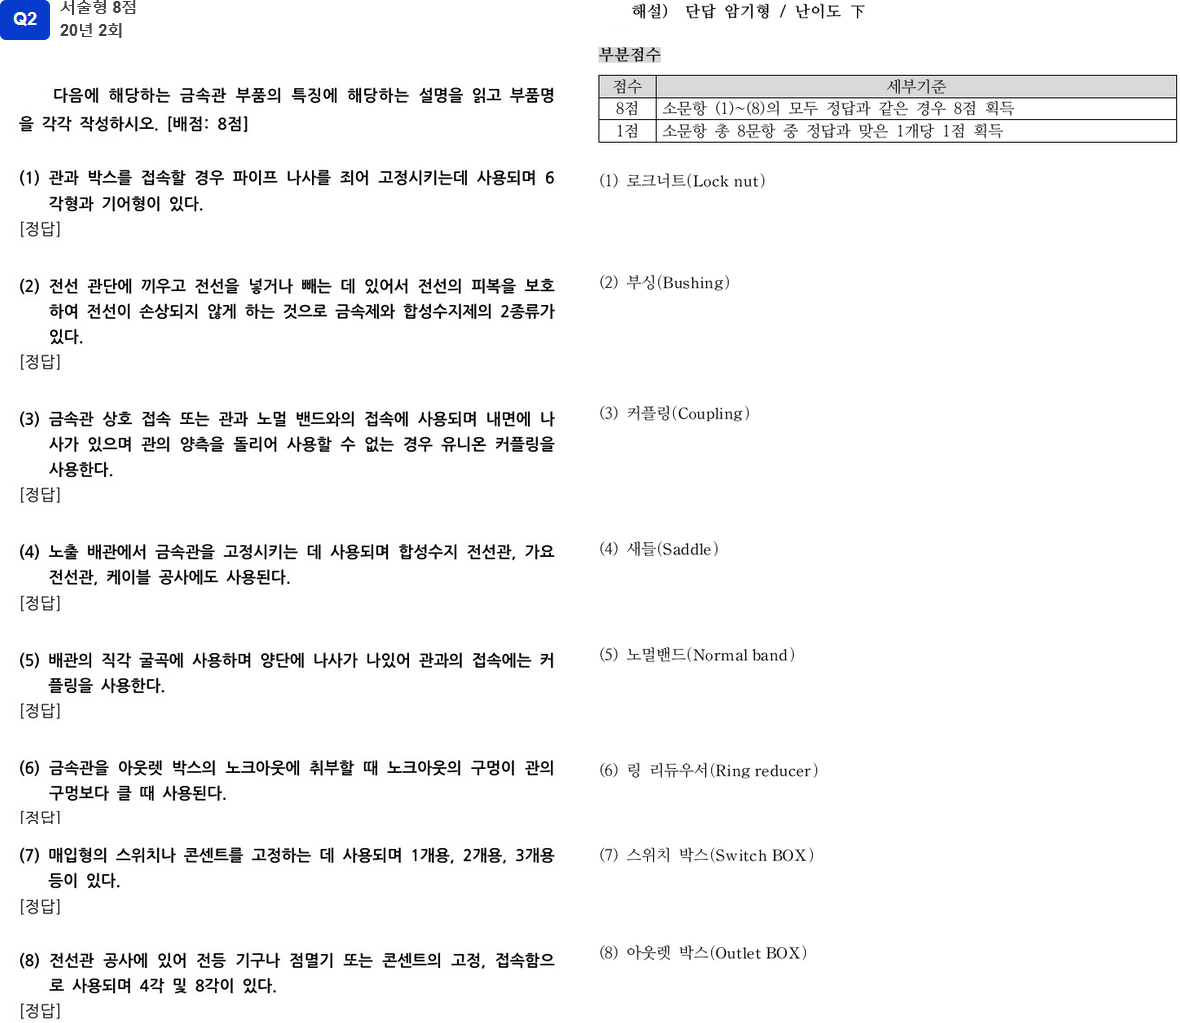 Q2
서술형 8점
20년 2회
다음에 해당하는 금속관 부품의 특징에 해당하는 설명을 읽고 부품명
을 각각 작성하시오. [배점: 8점]
(1) 관과 박스를 접속할 경우 파이프 나사를 죄어 고정시키는데 사용되며 6
각형과 기어형이 있다.
[정답]
(2) 전선 관단에 끼우고 전선을 넣거나 빼는 데 있어서 전선의 피복을 보호
하여 전선이 손상되지 않게 하는 것으로 금속제와 합성수지제의 2종류가
있다.
[정답]
(3) 금속관 상호 접속 또는 관과 노멀 밴드와의 접속에 사용되며 내면에 나
사가 있으며 관의 양측을 돌리어 사용할 수 없는 경우 유니온 커플링을
사용한다.
[정답]
(4) 노출 배관에서 금속관을 고정시키는 데 사용되며 합성수지 전선관, 가요
전선관, 케이블 공사에도 사용된다.
[정답]
(5) 배관의 직각 굴곡에 사용하며 양단에 나사가 나있어 관과의 접속에는 커
플링을 사용한다.
[정답]
(6) 금속관을 아웃렛 박스의 노크아웃에 취부할 때 노크아웃의 구멍이 관의
구멍보다 클 때 사용된다.
[정답]
(7) 매입형의 스위치나 콘센트를 고정하는 데 사용되며 1개용, 2개용, 3개용
등이 있다.
[정답]
(8) 전선관 공사에 있어 전등 기구나 점멸기 또는 콘센트의 고정, 접속함으
로 사용되며 4각 및 8각이 있다.
[정답]
해설) 단답 암기형 / 난이도 下
부분점수
점수 세부기준
8점 소문항 (1)~(8)의 모두 정답과 같은 경우 8점 획득
1점 소문항 총 8문항 중 정답과 맞은 1개당 1점 획득
(1) 로크너트(Lock nut)
(2) 부싱(Bushing)
(3) 커플링(Coupling)
(4) 새들(Saddle)
(5) 노멀밴드(Normal band)
(6) 링 리듀우서(Ring reducer)
(7) 스위치 박스(Switch BOX)
(8) 아웃렛 박스(Outlet BOX)